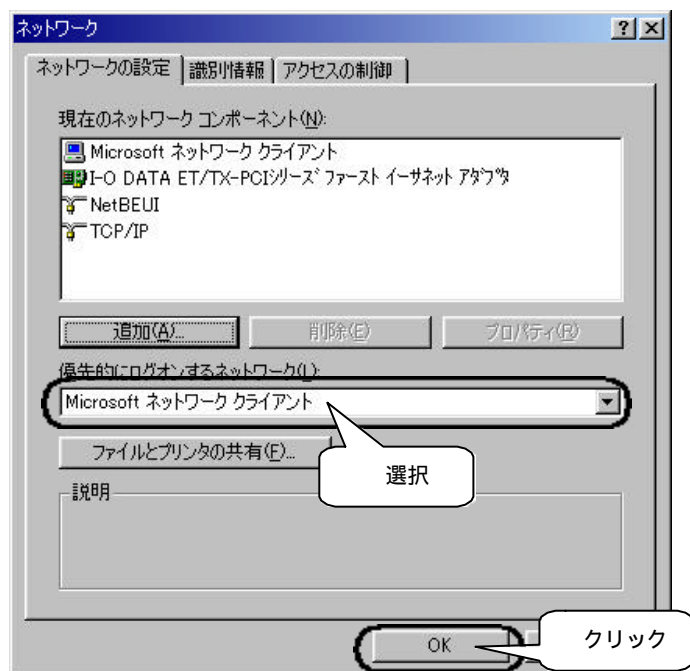 ネットワーク
ネットワークの設定 識別情報 アクセスの制御
現在のネットワーク コンポーネント(N):
Microsoft ネットワーク クライアント
I-O DATA ET/TX-PCIシリーズ ファースト イーサネット アダプタ
NetBEUI
TCP/IP
追加(A)... 削除(E) プロパティ(R)
優先的にログオンするネットワーク(L):
Microsoft ネットワーク クライアント
ファイルとプリンタの共有(F)...
選択
説明
OK
クリック